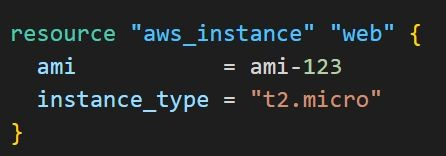 resource "aws_instance" "web" {
  ami           = ami-123
  instance_type = "t2.micro"
}